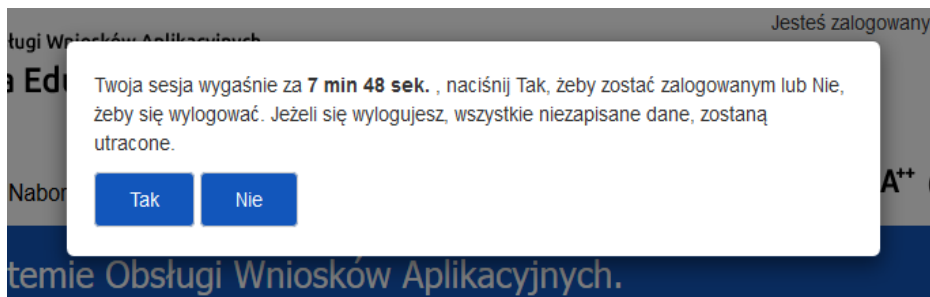 Jesteś zalogowany
Twoja sesja wygaśnie za 7 min 48 sek. , naciśnij Tak, żeby zostać zalogowanym lub Nie,
żeby się wylogować. Jeżeli się wylogujesz, wszystkie niezapisane dane, zostaną
utracone.
Nabor
A++
Tak
Nie
temie Obsługi Wniosków Aplikacyjnych.